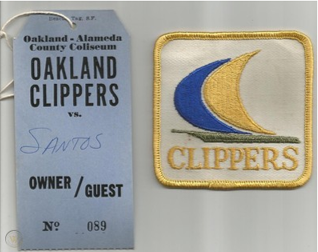 Oakland - Alameda
County Coliseum
OAKLAND
CLIPPERS
vs.
SANTOS
OWNER / GUEST
Nº 089
CLIPPERS